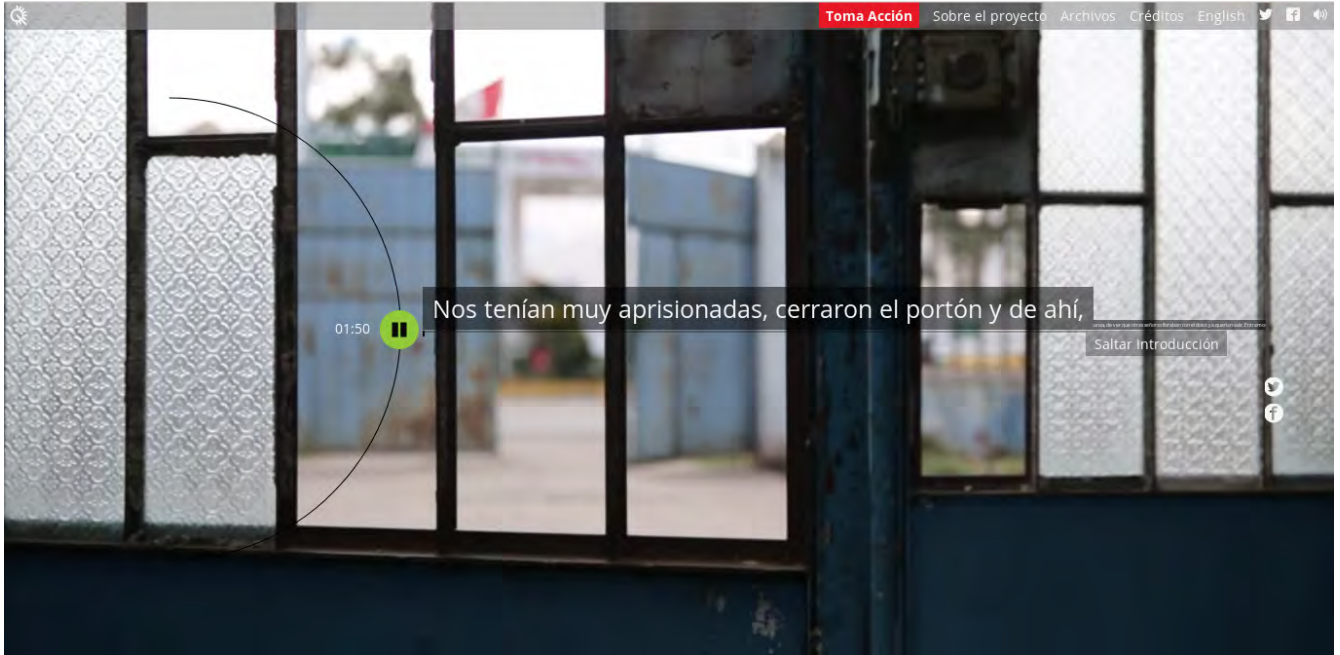 Toma Acción Sobre el proyecto Archivos Créditos English
Nos tenían muy aprisionadas, cerraron el portón y de ahí,
01:50
Saltar Introducción